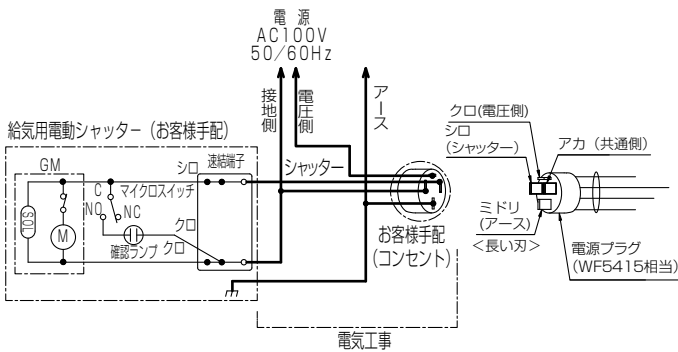 電 源
AC100V
50/60Hz
接地側
電圧側
アース
給気用電動シャッター（お客様手配）
GM
C
マイクロスイッチ
NO
NC
SOL
M
確認ランプ
シロ
速結端子
クロ
クロ
シャッター
お客様手配
（コンセント）
電気工事
クロ(電圧側)
シロ
（シャッター）
アカ（共通側）
ミドリ
(アース)
＜長い刃＞
電源プラグ
（WF5415相当）